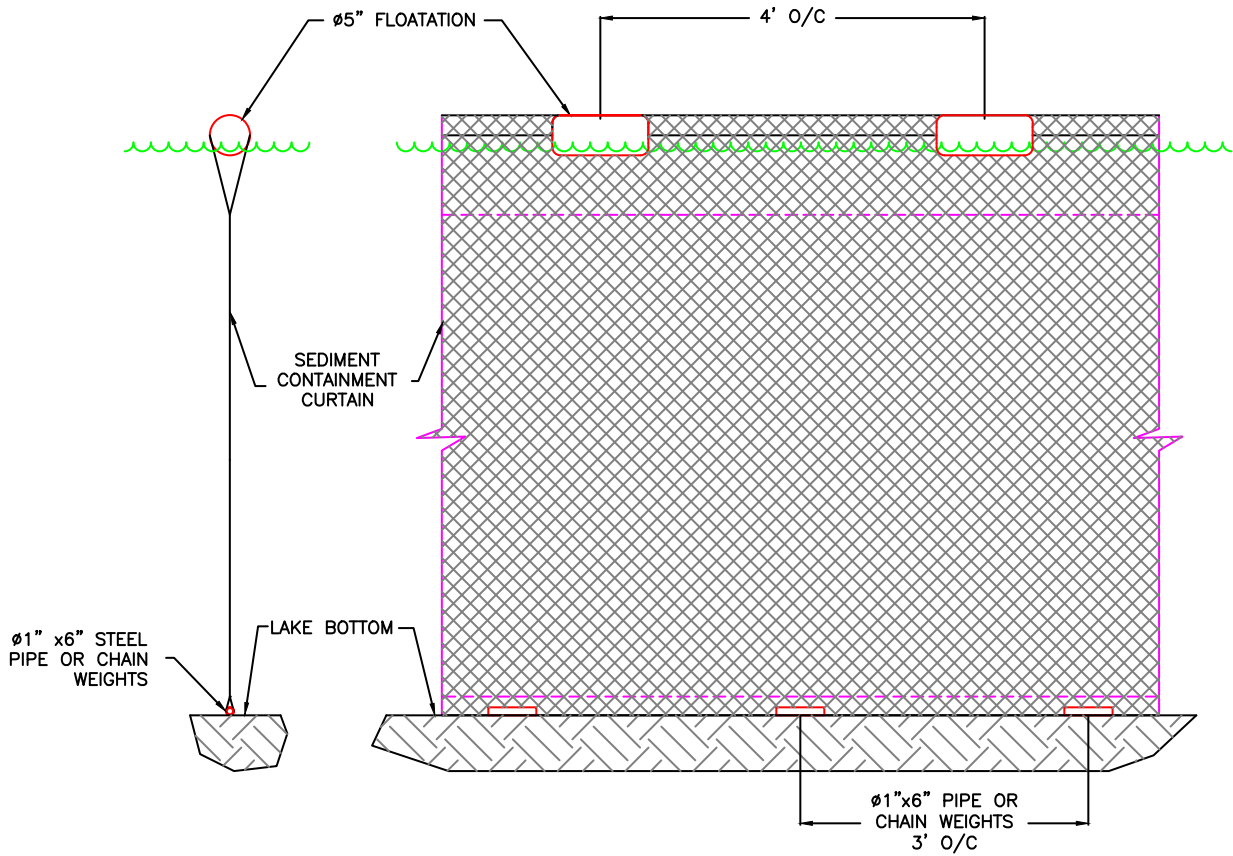 ø5" FLOATATION
4' O/C
SEDIMENT
CONTAINMENT
CURTAIN
LAKE BOTTOM
ø1" x6" STEEL
PIPE OR CHAIN
WEIGHTS
ø1"x6" PIPE OR
CHAIN WEIGHTS
3' O/C